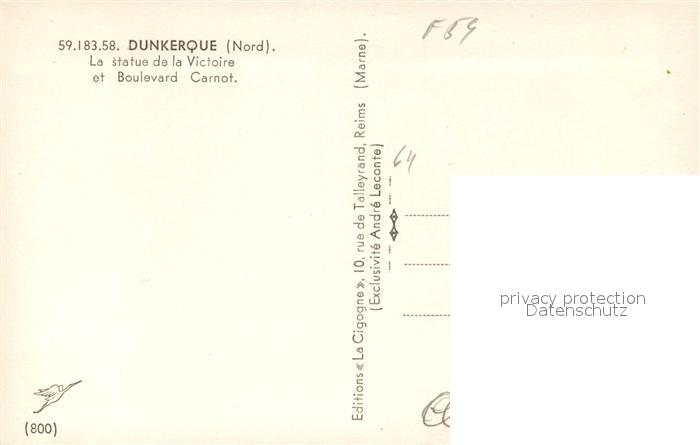 59.183.58. DUNKERQUE (Nord).
La statue de la Victoire
et Boulevard Carnot.
(800)
Editions « La Cigogne », 10, rue de Talleyrand, Reims (Marne).
(Exclusivité André Leconte)
64
privacy protection
Datenschutz